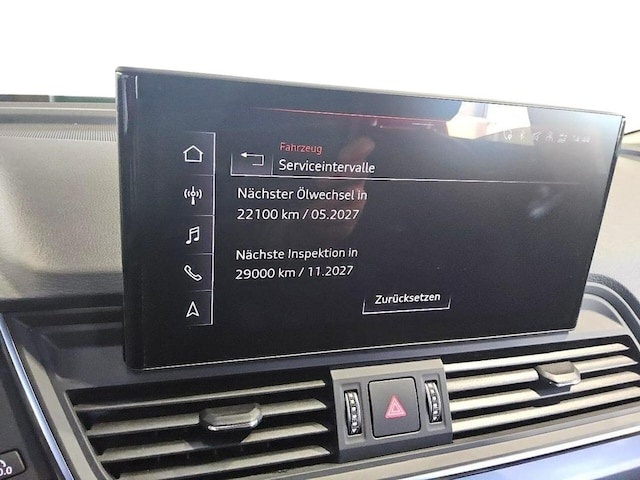 Fahrzeug
Serviceintervalle
Nächster Ölwechsel in
22100 km / 05.2027
Nächste Inspektion in
29000 km / 11.2027
Zurücksetzen